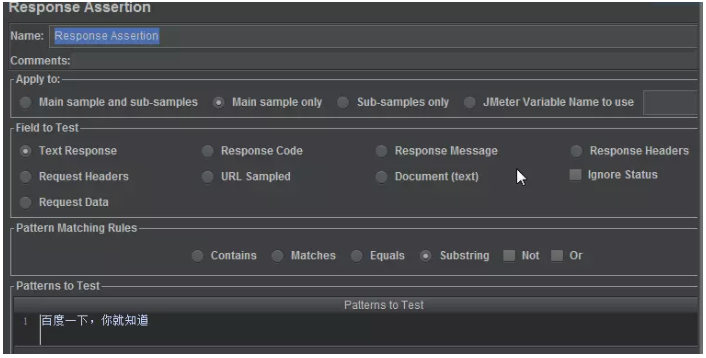 Response Assertion
Name: Response Assertion
Comments:
Apply to:
Main sample and sub-samples Main sample only Sub-samples only JMeter Variable Name to use
Field to Test
Text Response Response Code Response Message Response Headers
Request Headers URL Sampled Document (text) Ignore Status
Request Data
Pattern Matching Rules
Contains Matches Equals Substring Not Or
Patterns to Test
Patterns to Test
1 百度一下，你就知道